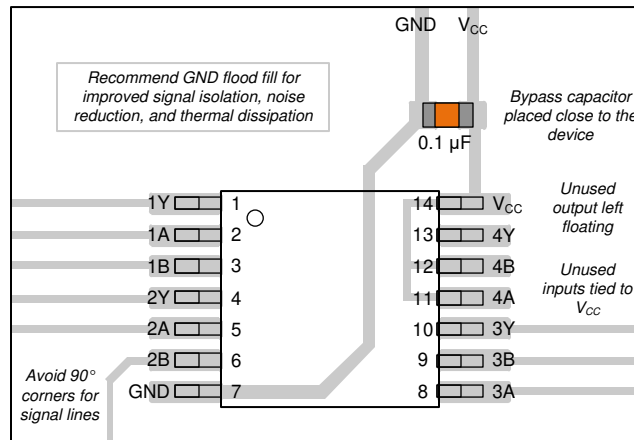 GND V_CC
Recommend GND flood fill for
improved signal isolation, noise
reduction, and thermal dissipation
Bypass capacitor
placed close to the
device
0.1 μF
1Y 1 14 V_CC
1A 2 13 4Y
1B 3 12 4B
2Y 4 11 4A
2A 5 10 3Y
2B 6 9 3B
GND 7 8 3A
Unused
output left
floating
Unused
inputs tied to
V_CC
Avoid 90°
corners for
signal lines